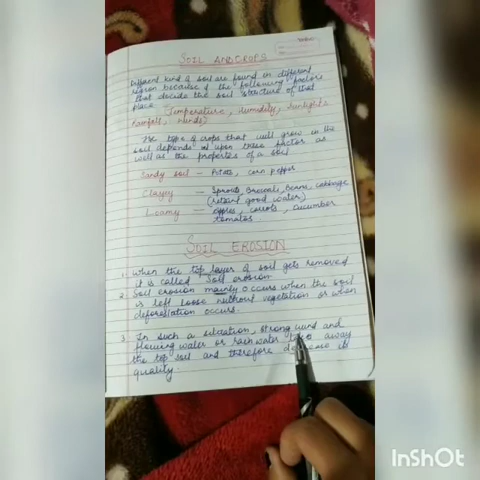 SOIL AND CROPS
Different kind of soil are found in different
region because of the following factors
that decide the soil structure of that
place
(Temperature, Humidity, Sunlight,
Rainfall, winds)
The type of crops that will grow in the
soil depends upon these factor as
well as the properties of a soil
Sandy soil - Potato, corn pepper
Clayey - Sprouts, Brocali, Beans, cabbage
(retain good water)
Loamy - apples, carrots, cucumber
tomatos
SOIL EROSION
1. When the top layer of soil gets removed
it is called Soil erosion
2. Soil erosion mainly occurs when the soil
is left loose without vegetation or when
deforestation occurs.
3. In such a situation, strong wind and
flowing water or rainwater away
the top soil and therefore decrease its
quality.
InShOt